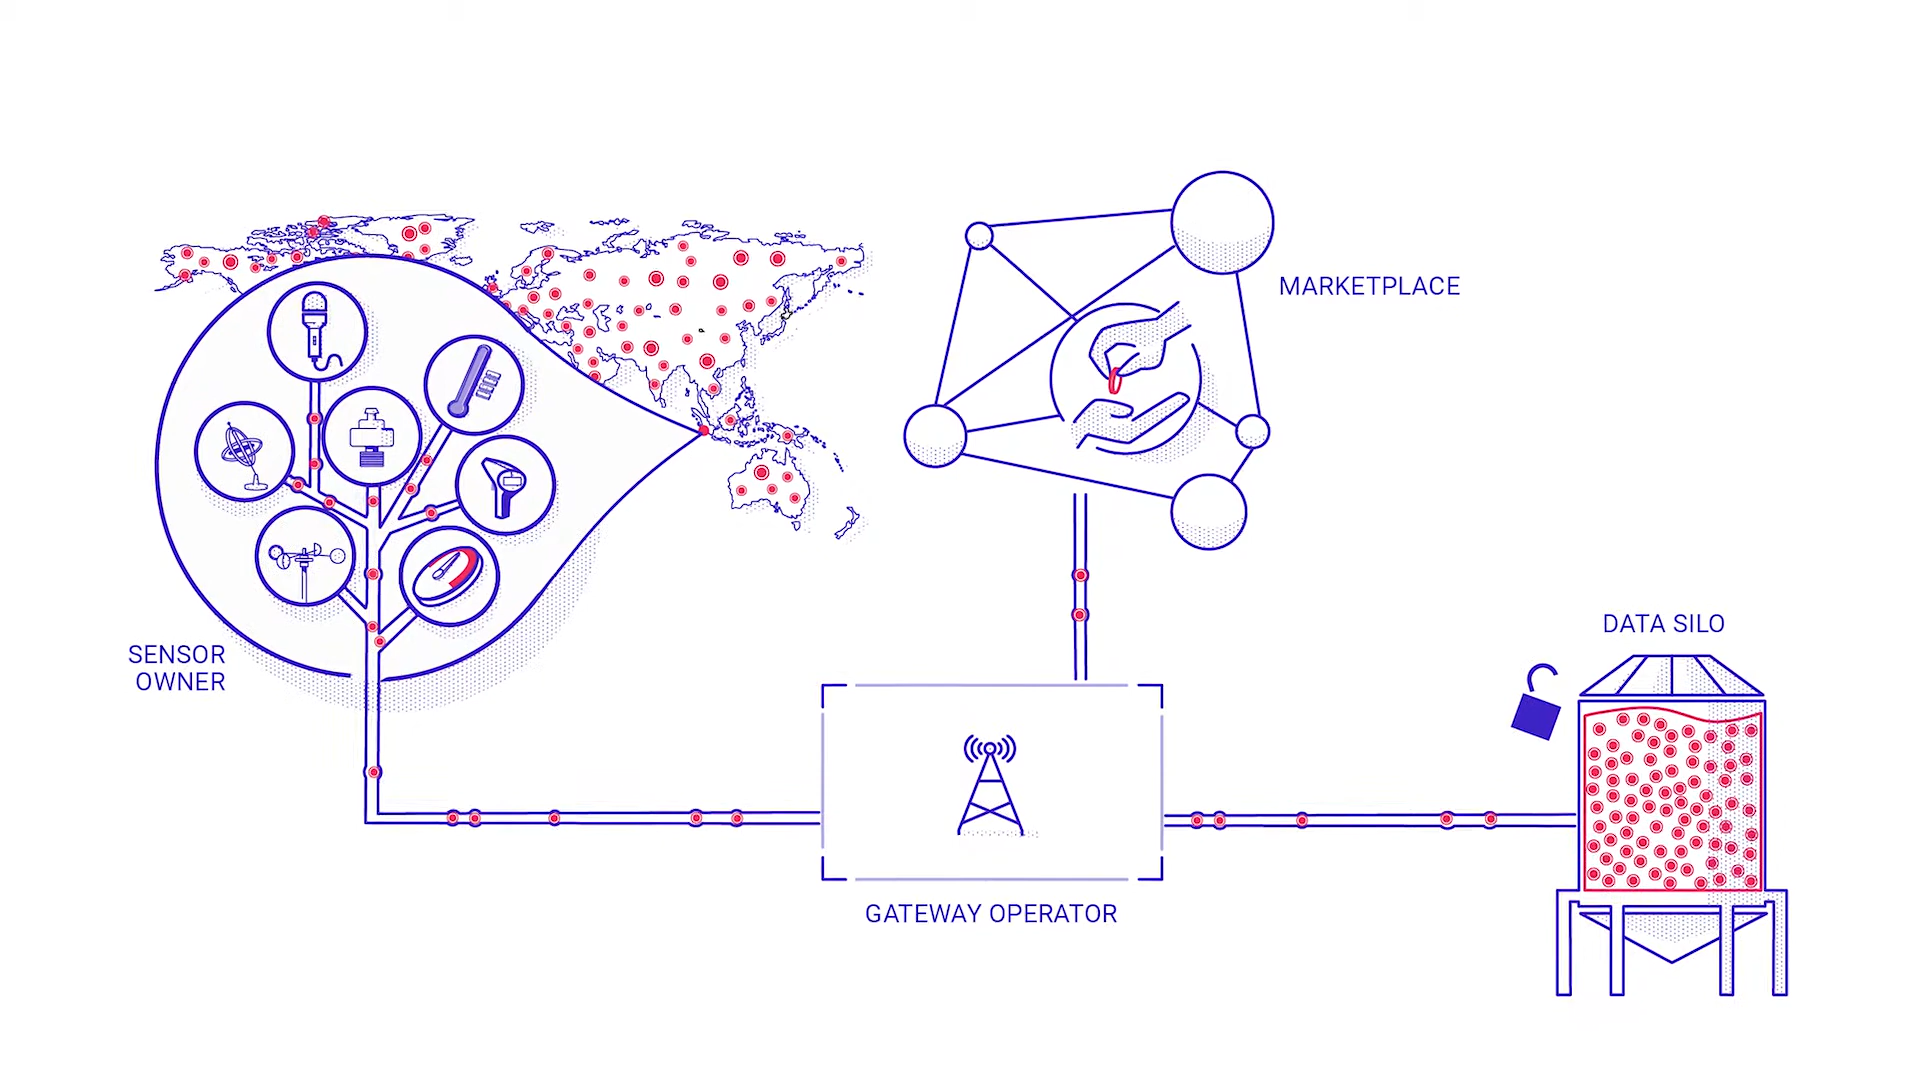 MARKETPLACE
DATA SILO
SENSOR
OWNER
GATEWAY OPERATOR